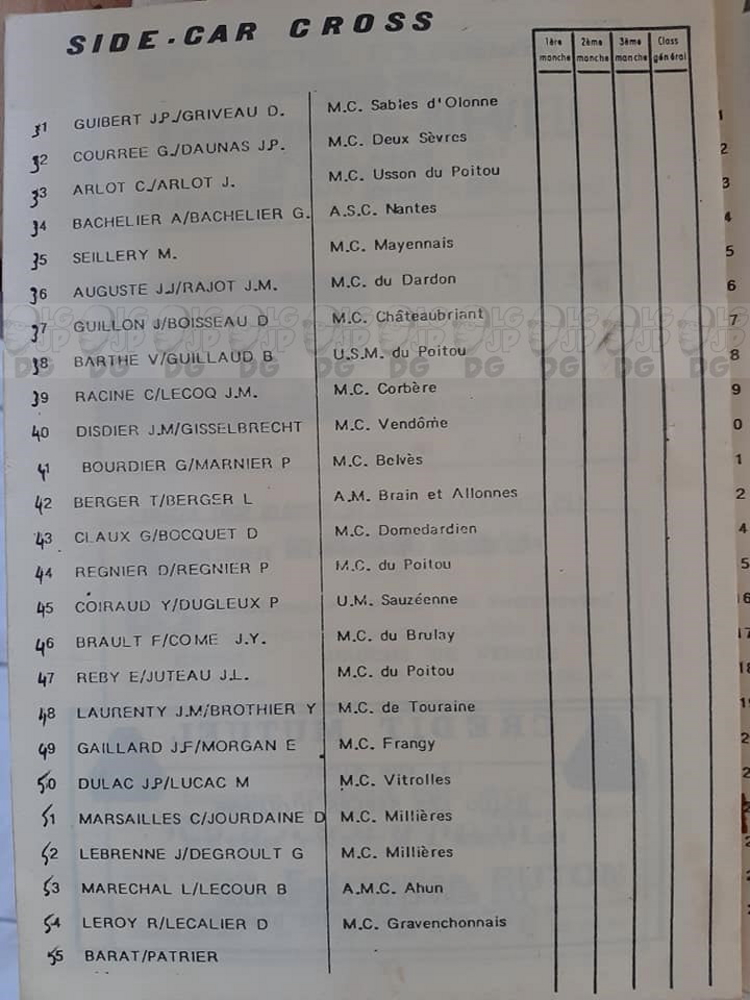 SIDE-CAR CROSS
1ère manche 2ème manche 3ème manche Class général
31 GUIBERT J.P./GRIVEAU D. M.C. Sables d'Olonne
32 COURREE G./DAUNAS J.P. M.C. Deux Sèvres
33 ARLOT C./ARLOT J. M.C. Usson du Poitou
34 BACHELIER A/BACHELIER G. A.S.C. Nantes
35 SEILLERY M. M.C. Mayennais
36 AUGUSTE J.J/RAJOT J.M. M.C. du Dardon
37 GUILLON J/BOISSEAU D M.C. Châteaubriant
38 BARTHE V/GUILLAUD B U.S.M. du Poitou
39 RACINE C/LECOQ J.M. M.C. Corbère
40 DISDIER J.M/GISSELBRECHT M.C. Vendôme
41 BOURDIER G/MARNIER P M.C. Belvès
42 BERGER T/BERGER L A.M. Brain et Allonnes
43 CLAUX G/BOCQUET D M.C. Domedardien
44 REGNIER D/REGNIER P M.C. du Poitou
45 COIRAUD Y/DUGLEUX P U.M. Sauzéenne
46 BRAULT F/COME J.Y. M.C. du Brulay
47 REBY E/JUTEAU J.L. M.C. du Poitou
48 LAURENTY J.M/BROTHIER Y M.C. de Touraine
49 GAILLARD J.F/MORGAN E M.C. Frangy
50 DULAC J.P/LUCAC M M.C. Vitrolles
51 MARSAILLES C/JOURDAINE D M.C. Millières
52 LEBRENNE J/DEGROULT G M.C. Millières
53 MARECHAL L/LECOUR B A.M.C. Ahun
54 LEROY R/LECALIER D M.C. Gravenchonnais
55 BARAT/PATRIER